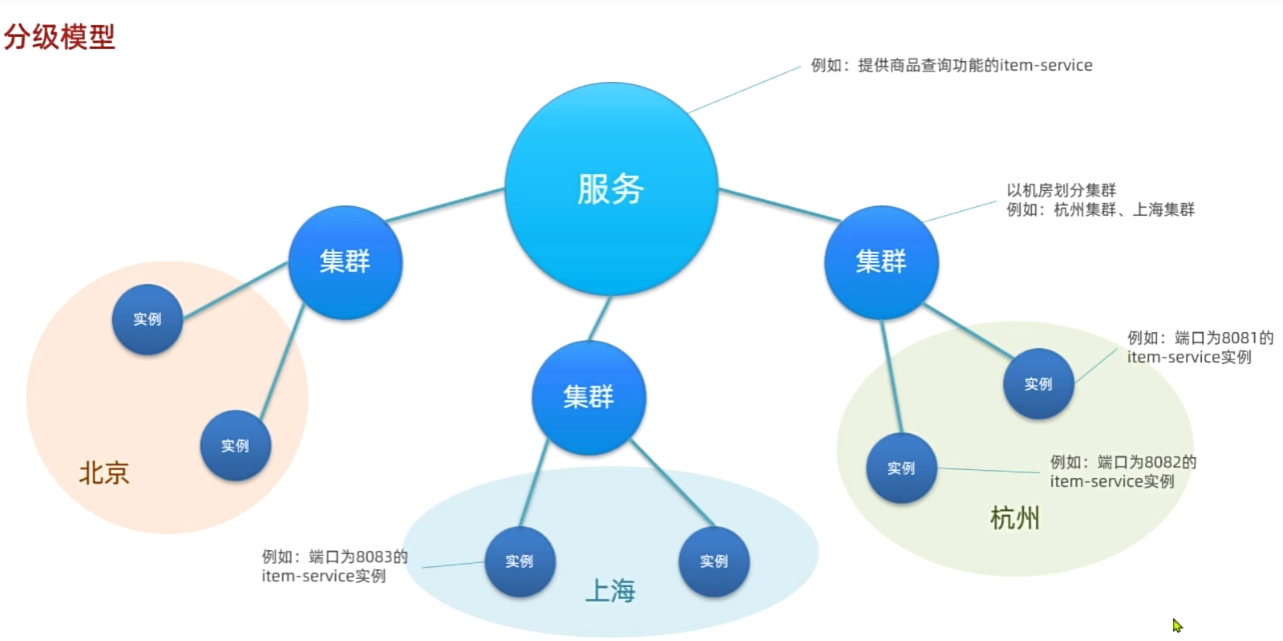 分级模型
例如：提供商品查询功能的item-service
服务
以机房划分集群
例如：杭州集群、上海集群
集群
集群
实例
例如：端口为8081的
item-service实例
实例
集群
实例
实例
例如：端口为8082的
item-service实例
北京
杭州
例如：端口为8083的
item-service实例
实例
实例
上海